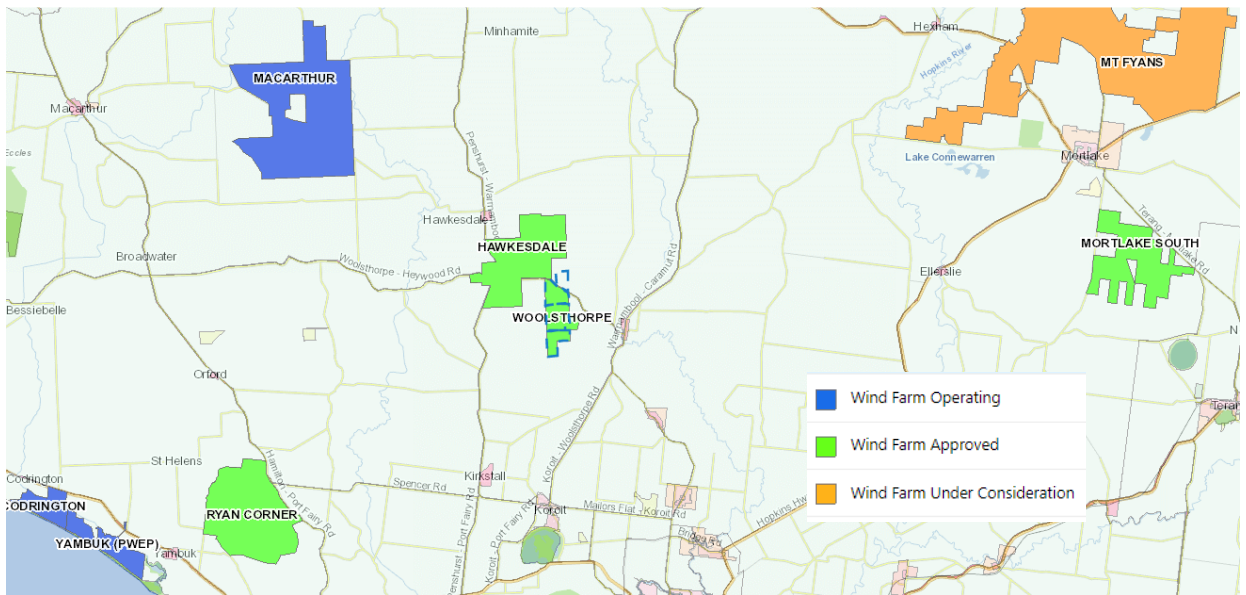 Minhamite
Hexham
Hopkins River
MT FYANS
MACARTHUR
Macarthur
Eccles
Lake Connewarren
Mortlake
Penshurst - Warrnambool
Hawkesdale
HAWKESDALE
Terang - Mortlake Rd
MORTLAKE SOUTH
Broadwater
Woolsthorpe - Heywood Rd
Warrnambool - Caramut Rd
Ellerslie
Bessiebelle
WOOLSTHORPE
N
Orford
Wind Farm Operating
Wind Farm Approved
Wind Farm Under Consideration
Teran
Koroit - Woolsthorpe Rd
St Helens
Hamilton - Port Fairy Rd
Codrington
Kirkstall
Spencer Rd
CODRINGTON
RYAN CORNER
Koroit
Mailors Flat - Koroit Rd
Hopkins Hw
YAMBUK (PWEP)
Yambuk
Penshurst - Port Fairy Rd
Koroit - Port Fairy Rd
Rd